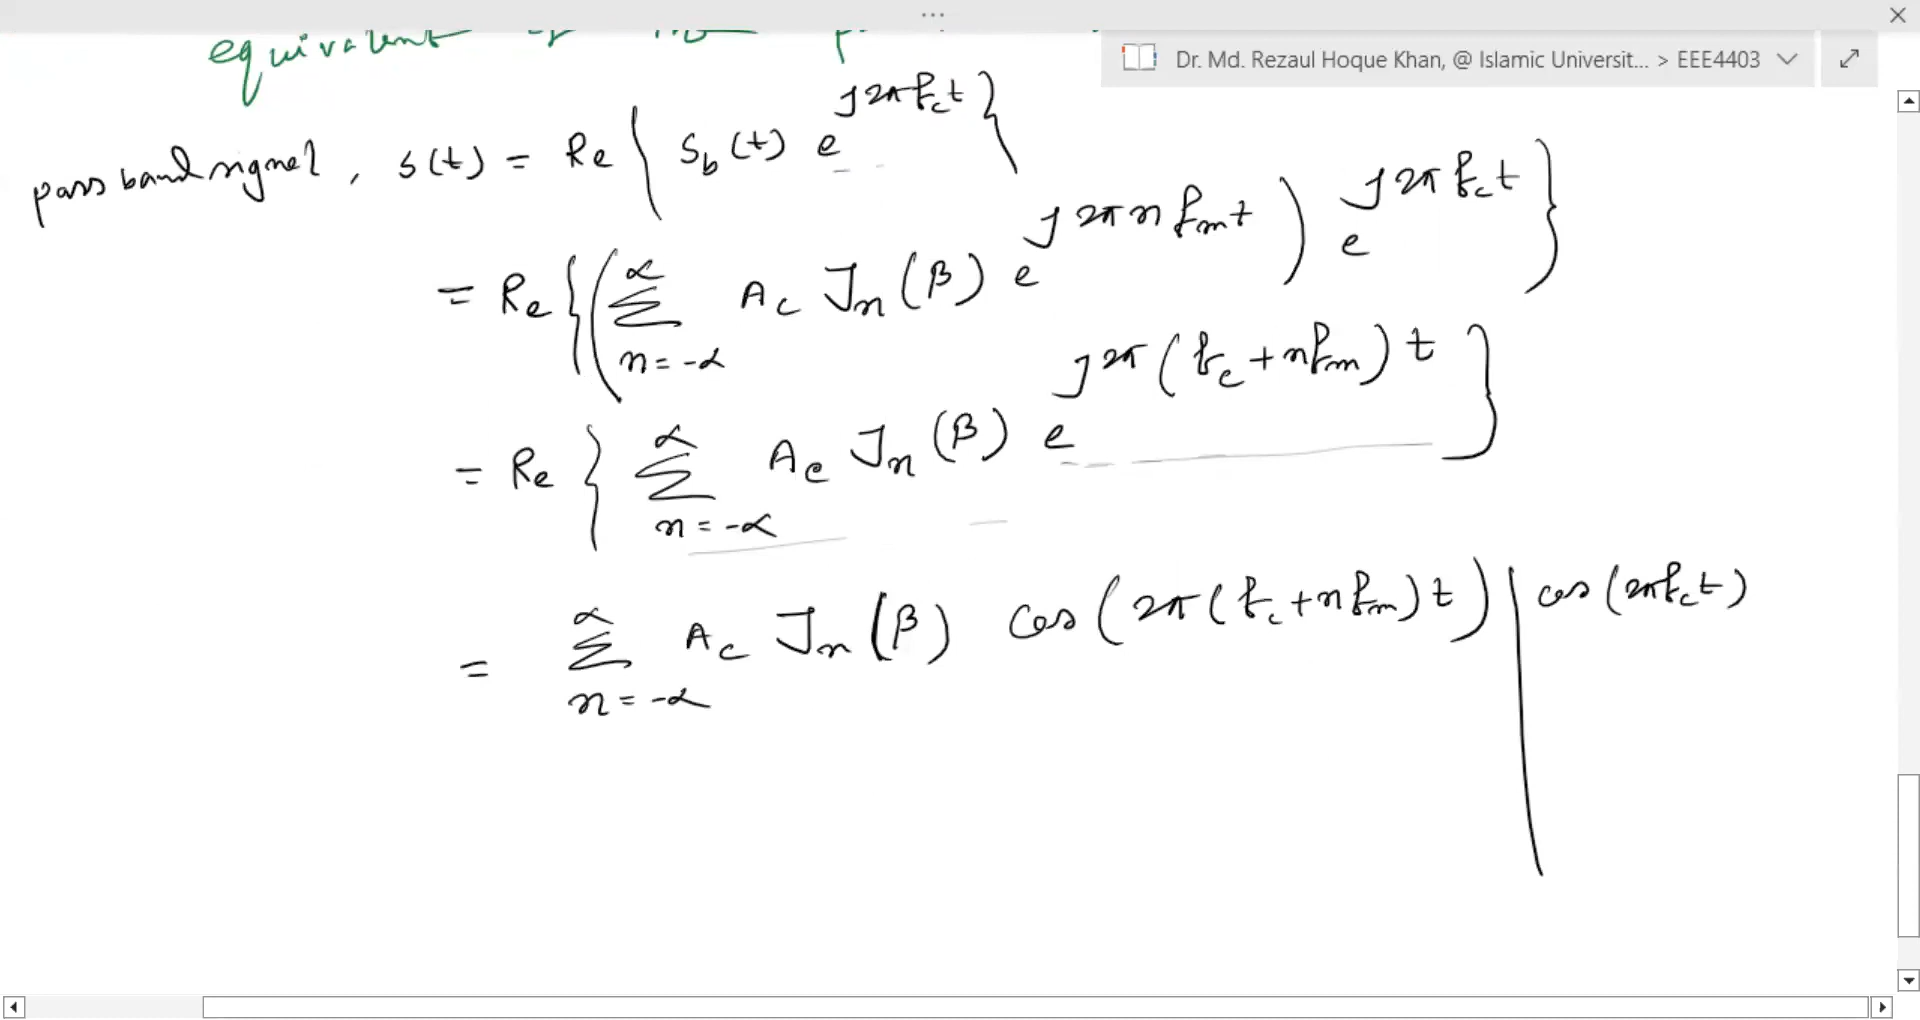 ...
equivalent of
Dr. Md. Rezaul Hoque Khan, @ Islamic Universit... > EEE4403
pass band signal, s(t) = Re { S_b(t) e^{j2πf_c t} }
= Re { ( Σ_{n=-∝}^{∝} A_c J_n(β) e^{j2πn f_m t} ) e^{j2πf_c t} }
= Re { Σ_{n=-∝}^{∝} A_c J_n(β) e^{j2π(f_c+nf_m)t} }
= Σ_{n=-∝}^{∝} A_c J_n(β) cos(2π(f_c+nf_m)t) | cos(2πf_c t)